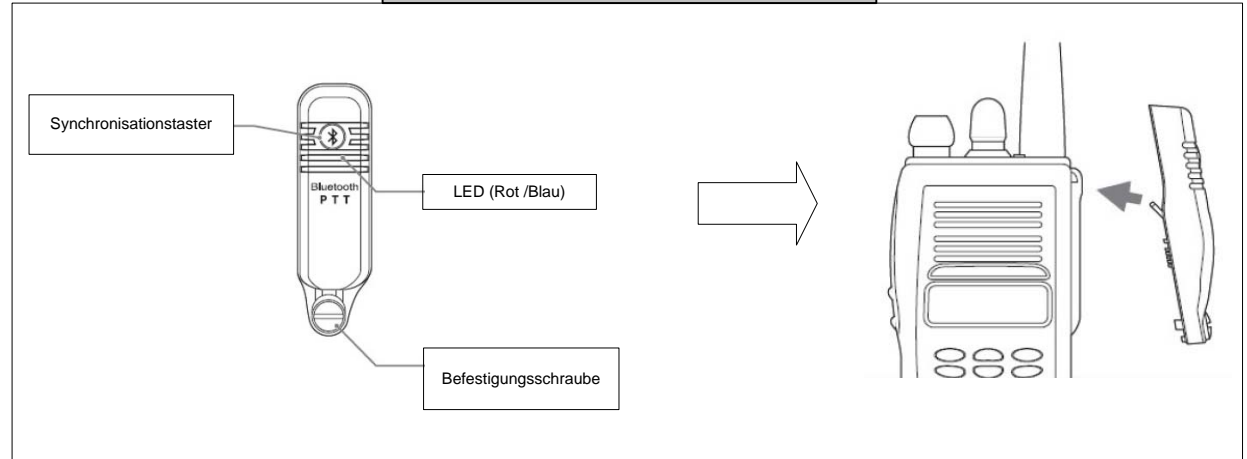 Synchronisationstaster
Bluetooth
PTT
LED (Rot /Blau)
Befestigungsschraube